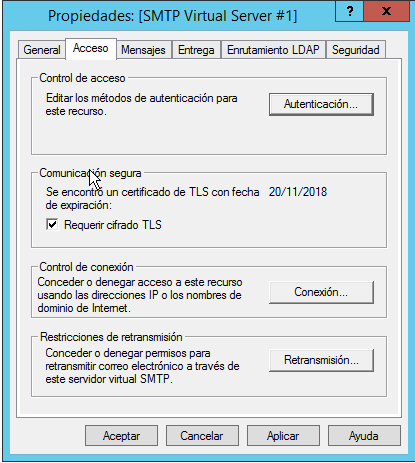 Propiedades: [SMTP Virtual Server #1]
?
x
General
Acceso
Mensajes
Entrega
Enrutamiento LDAP
Seguridad
Control de acceso
Editar los métodos de autenticación para
este recurso.
Autenticación...
Comunicación segura
Se encontró un certificado de TLS con fecha
de expiración:
20/11/2018
Requerir cifrado TLS
Control de conexión
Conceder o denegar acceso a este recurso
usando las direcciones IP o los nombres de
dominio de Internet.
Conexión...
Restricciones de retransmisión
Conceder o denegar permisos para
retransmitir correo electrónico a través de
este servidor virtual SMTP.
Retransmisión...
Aceptar
Cancelar
Aplicar
Ayuda